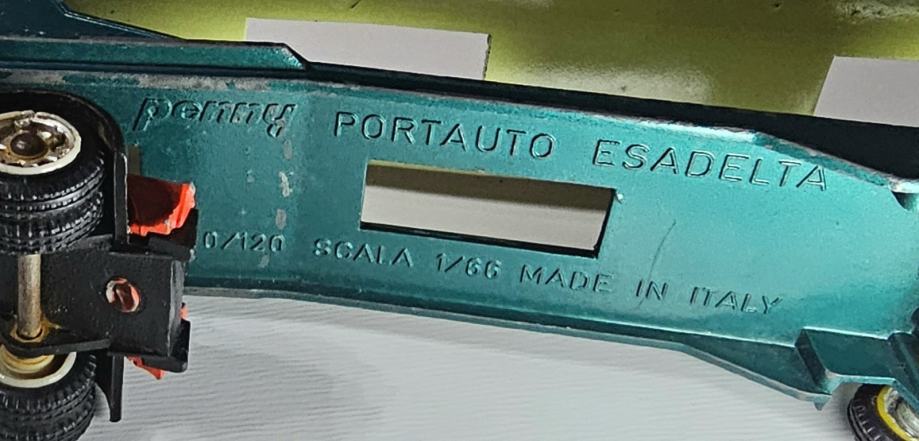 penny PORTAUTO ESADELTA
0/120 SCALA 1/66 MADE IN ITALY